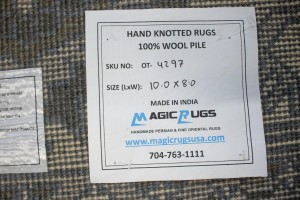 HAND KNOTTED RUGS
100% WOOL PILE
SKU NO: OT- 4297
SIZE (LxW): 10.0 X 8.0
MADE IN INDIA
MAGIC RUGS
HANDMADE PERSIAN & FINE ORIENTAL RUGS
www.magicrugsusa.com
704-763-1111